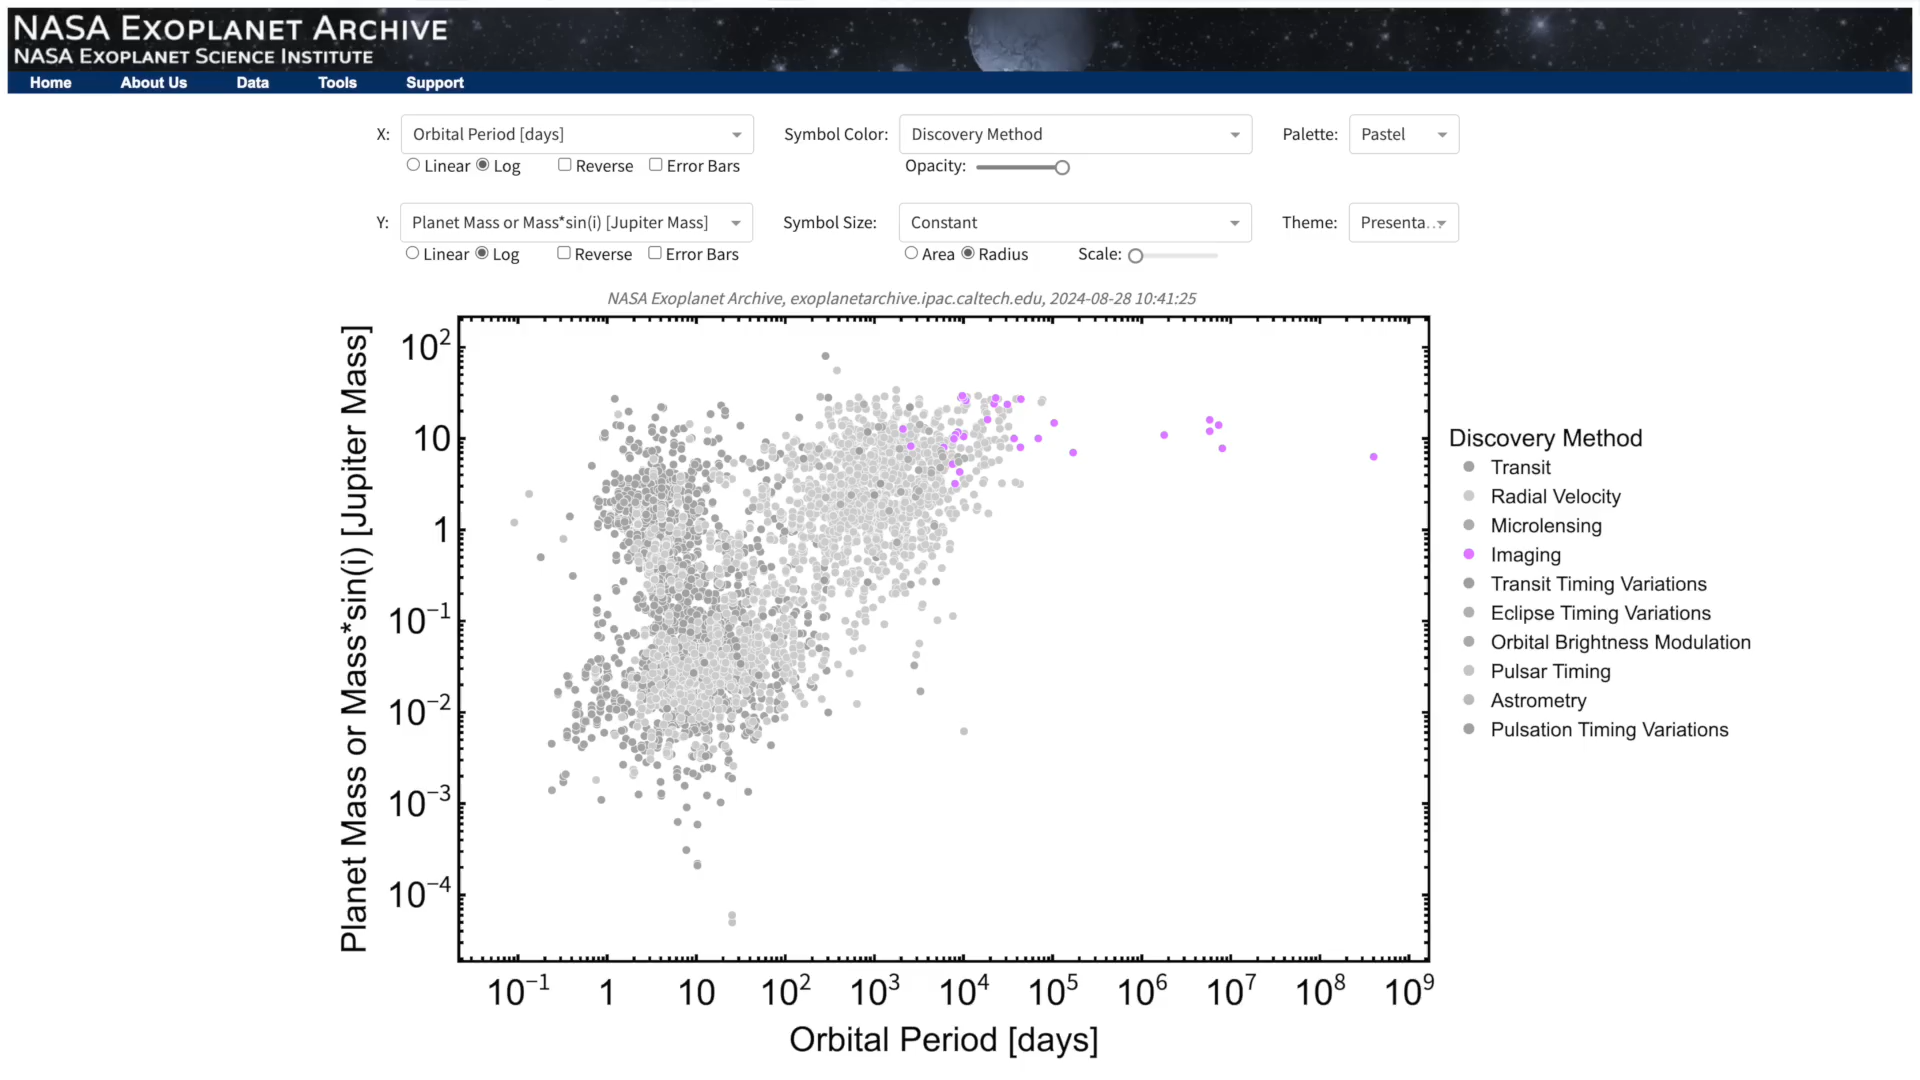 NASA EXOPLANET ARCHIVE
NASA EXOPLANET SCIENCE INSTITUTE
Home About Us Data Tools Support
X: Orbital Period [days] Symbol Color: Discovery Method Palette: Pastel
Linear Log Reverse Error Bars Opacity:
Y: Planet Mass or Mass*sin(i) [Jupiter Mass] Symbol Size: Constant Theme: Presenta...
Linear Log Reverse Error Bars Area Radius Scale:
NASA Exoplanet Archive, exoplanetarchive.ipac.caltech.edu, 2024-08-28 10:41:25
Planet Mass or Mass*sin(i) [Jupiter Mass]
10²
10
1
10⁻¹
10⁻²
10⁻³
10⁻⁴
10⁻¹ 1 10 10² 10³ 10⁴ 10⁵ 10⁶ 10⁷ 10⁸ 10⁹
Orbital Period [days]
Discovery Method
Transit
Radial Velocity
Microlensing
Imaging
Transit Timing Variations
Eclipse Timing Variations
Orbital Brightness Modulation
Pulsar Timing
Astrometry
Pulsation Timing Variations